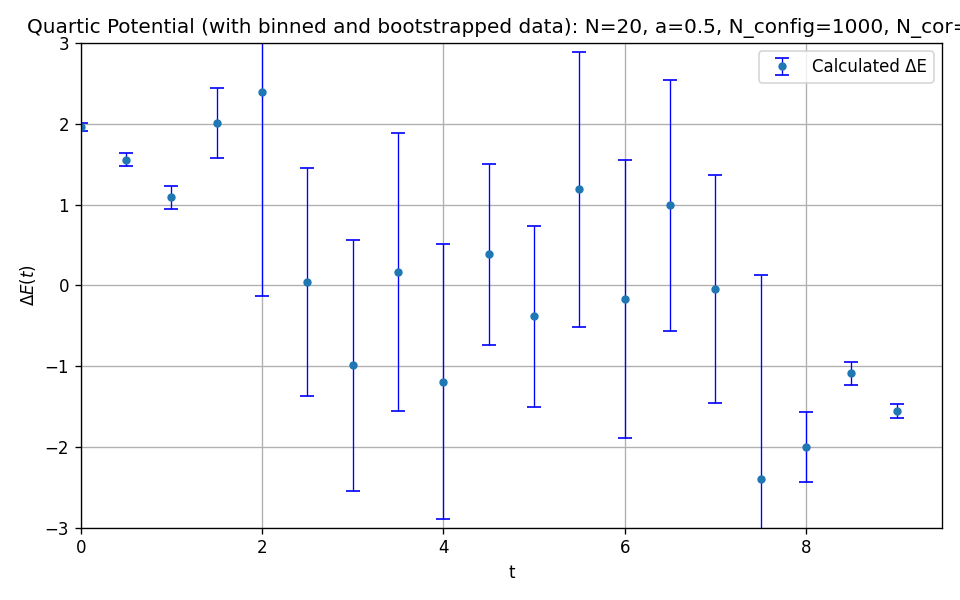 Quartic Potential (with binned and bootstrapped data): N=20, a=0.5, N_config=1000, N_cor=
Calculated ΔE
3
2
1
0
−1
−2
−3
ΔE(t)
0 2 4 6 8
t